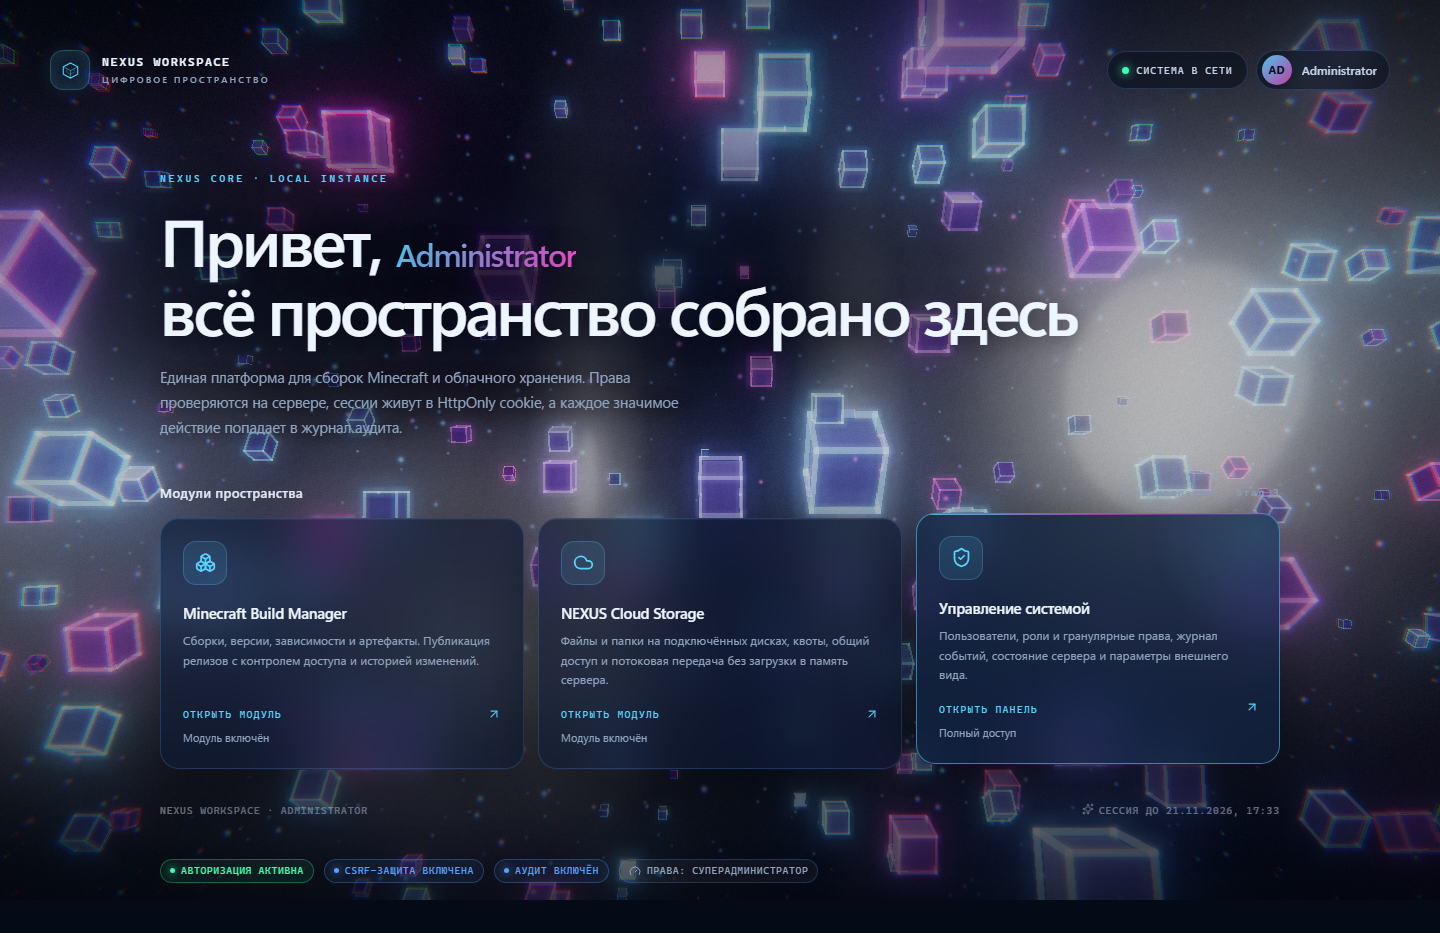 NEXUS WORKSPACE
ЦИФРОВОЕ ПРОСТРАНСТВО
СИСТЕМА В СЕТИ
AD
Administrator
NEXUS CORE · LOCAL INSTANCE
Привет, Administrator
всё пространство собрано здесь
Единая платформа для сборок Minecraft и облачного хранения. Права
проверяются на сервере, сессии живут в HttpOnly cookie, а каждое значимое
действие попадает в журнал аудита.
Модули пространства
Minecraft Build Manager
Сборки, версии, зависимости и артефакты. Публикация
релизов с контролем доступа и историей изменений.
ОТКРЫТЬ МОДУЛЬ
Модуль включён
NEXUS Cloud Storage
Файлы и папки на подключённых дисках, квоты, общий
доступ и потоковая передача без загрузки в память
сервера.
ОТКРЫТЬ МОДУЛЬ
Модуль включён
Управление системой
Пользователи, роли и гранулярные права, журнал
событий, состояние сервера и параметры внешнего
вида.
ОТКРЫТЬ ПАНЕЛЬ
Полный доступ
NEXUS WORKSPACE · ADMINISTRATOR
СЕССИЯ ДО 21.11.2026, 17:33
АВТОРИЗАЦИЯ АКТИВНА
CSRF-ЗАЩИТА ВКЛЮЧЕНА
АУДИТ ВКЛЮЧЁН
ПРАВА: СУПЕРАДМИНИСТРАТОР